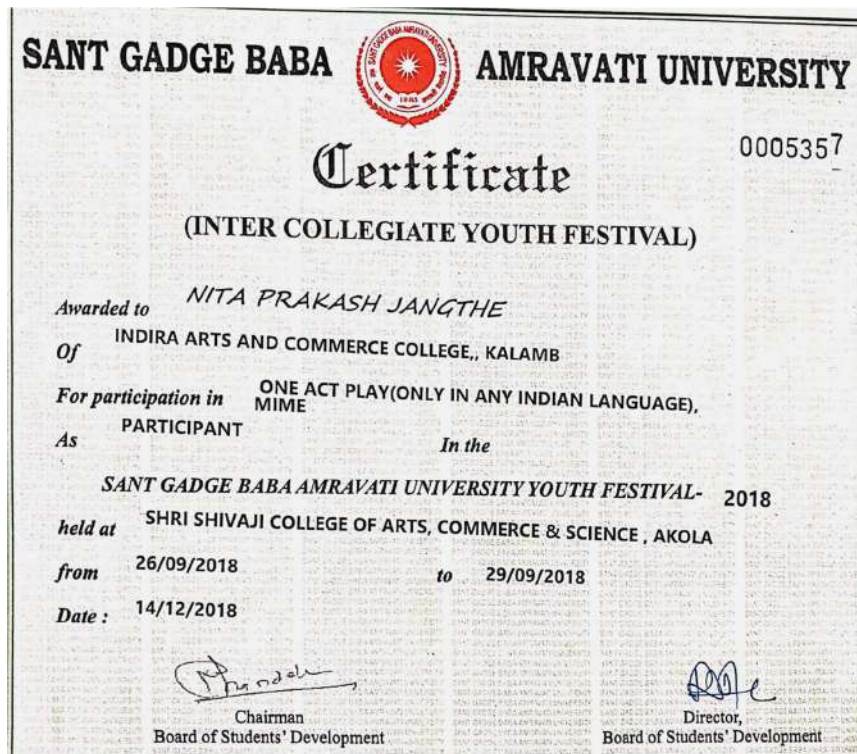 SANT GADGE BABA AMRAVATI UNIVERSITY
1983
0005357
Certificate
(INTER COLLEGIATE YOUTH FESTIVAL)
Awarded to NITA PRAKASH JANGTHE
Of INDIRA ARTS AND COMMERCE COLLEGE,, KALAMB
For participation in ONE ACT PLAY(ONLY IN ANY INDIAN LANGUAGE),
MIME
As PARTICIPANT In the
SANT GADGE BABA AMRAVATI UNIVERSITY YOUTH FESTIVAL- 2018
held at SHRI SHIVAJI COLLEGE OF ARTS, COMMERCE & SCIENCE , AKOLA
from 26/09/2018 to 29/09/2018
Date : 14/12/2018
Chairman Director,
Board of Students' Development Board of Students' Development